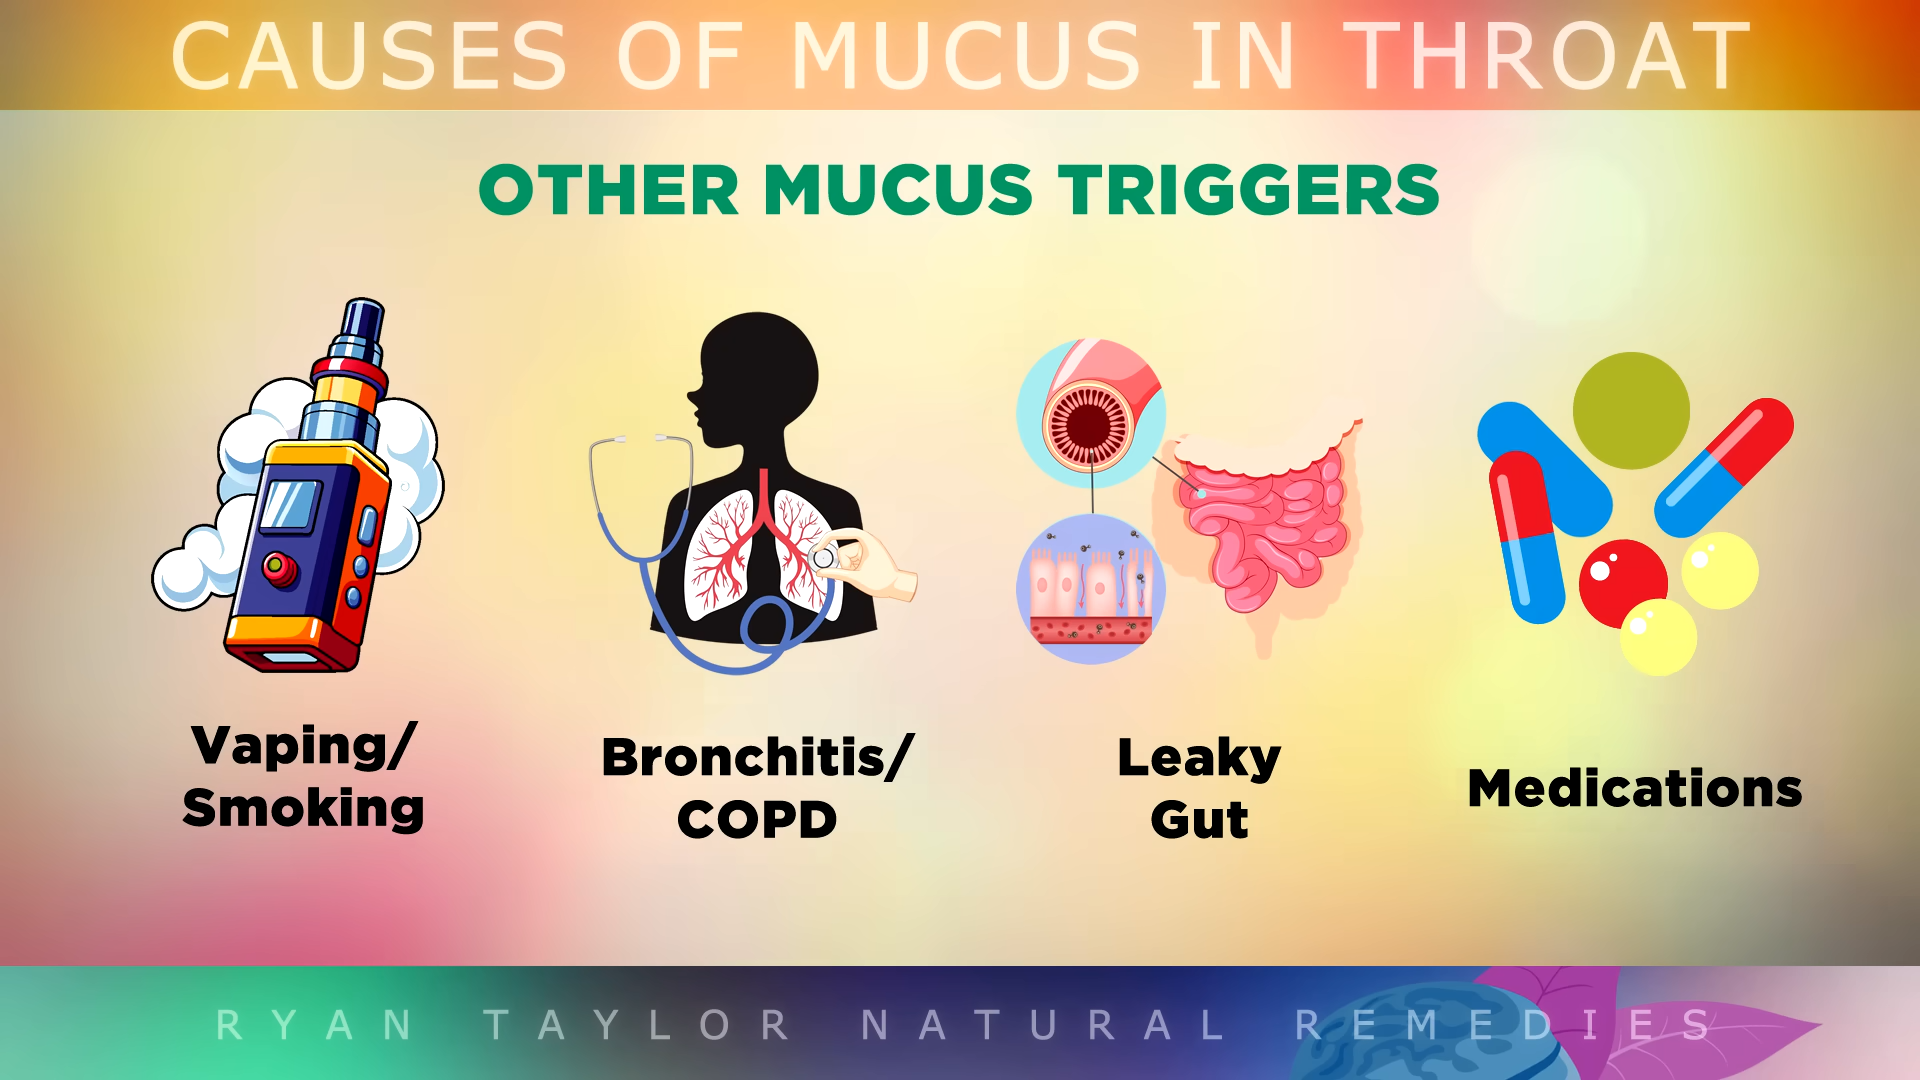 CAUSES OF MUCUS IN THROAT
OTHER MUCUS TRIGGERS
Vaping/
Smoking
Bronchitis/
COPD
Leaky
Gut
Medications
RYAN TAYLOR NATURAL REMEDIES